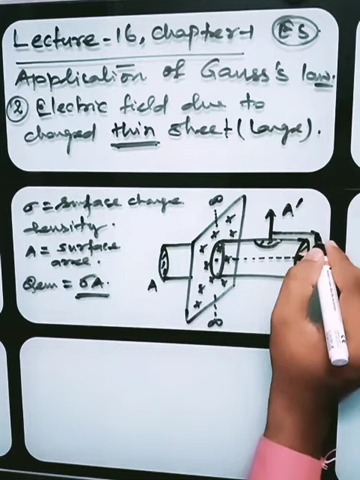 Lecture-16, chapter-1 ES
Application of Gauss's law.
② Electric field due to
charged thin sheet (large).
σ = surface charge
density.
A = surface
area.
Qen = σA.
∞
A'
A
∞